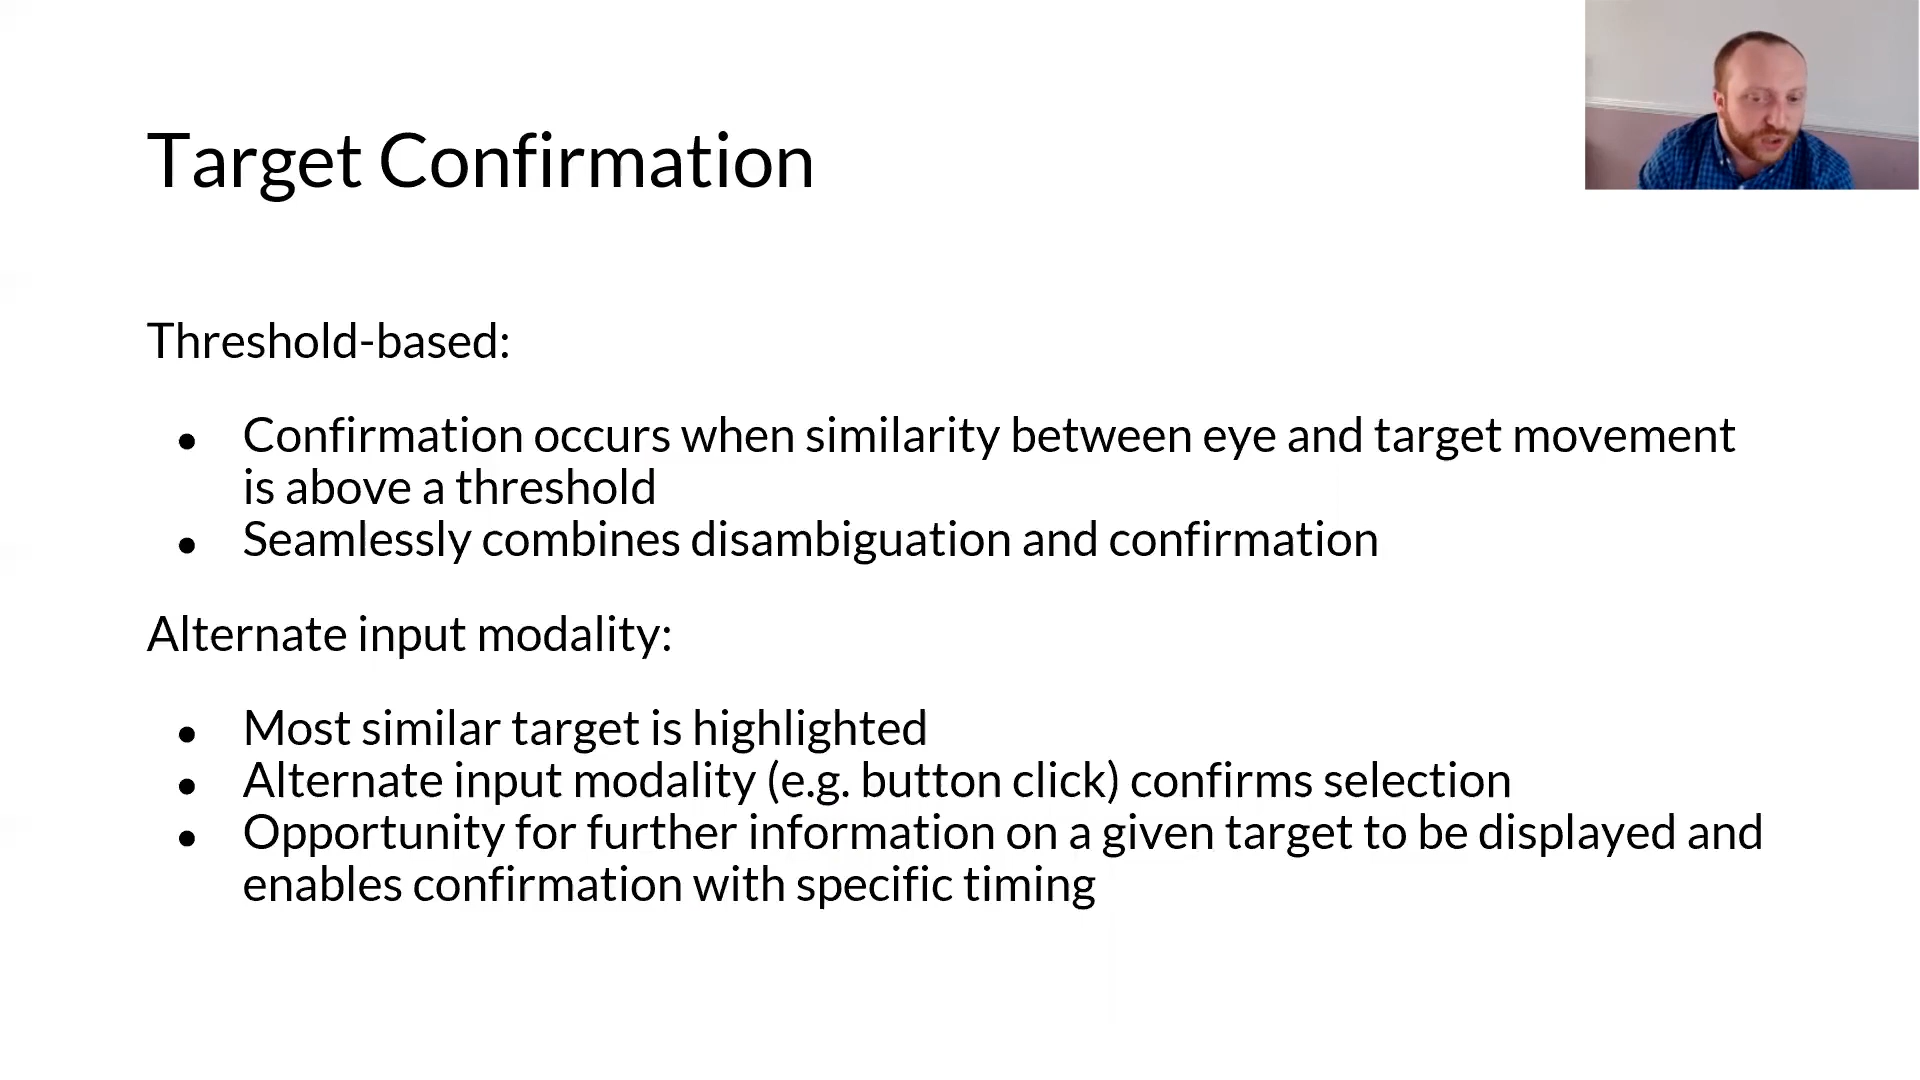 Target Confirmation
Threshold-based:
● Confirmation occurs when similarity between eye and target movement
is above a threshold
● Seamlessly combines disambiguation and confirmation
Alternate input modality:
● Most similar target is highlighted
● Alternate input modality (e.g. button click) confirms selection
● Opportunity for further information on a given target to be displayed and
enables confirmation with specific timing